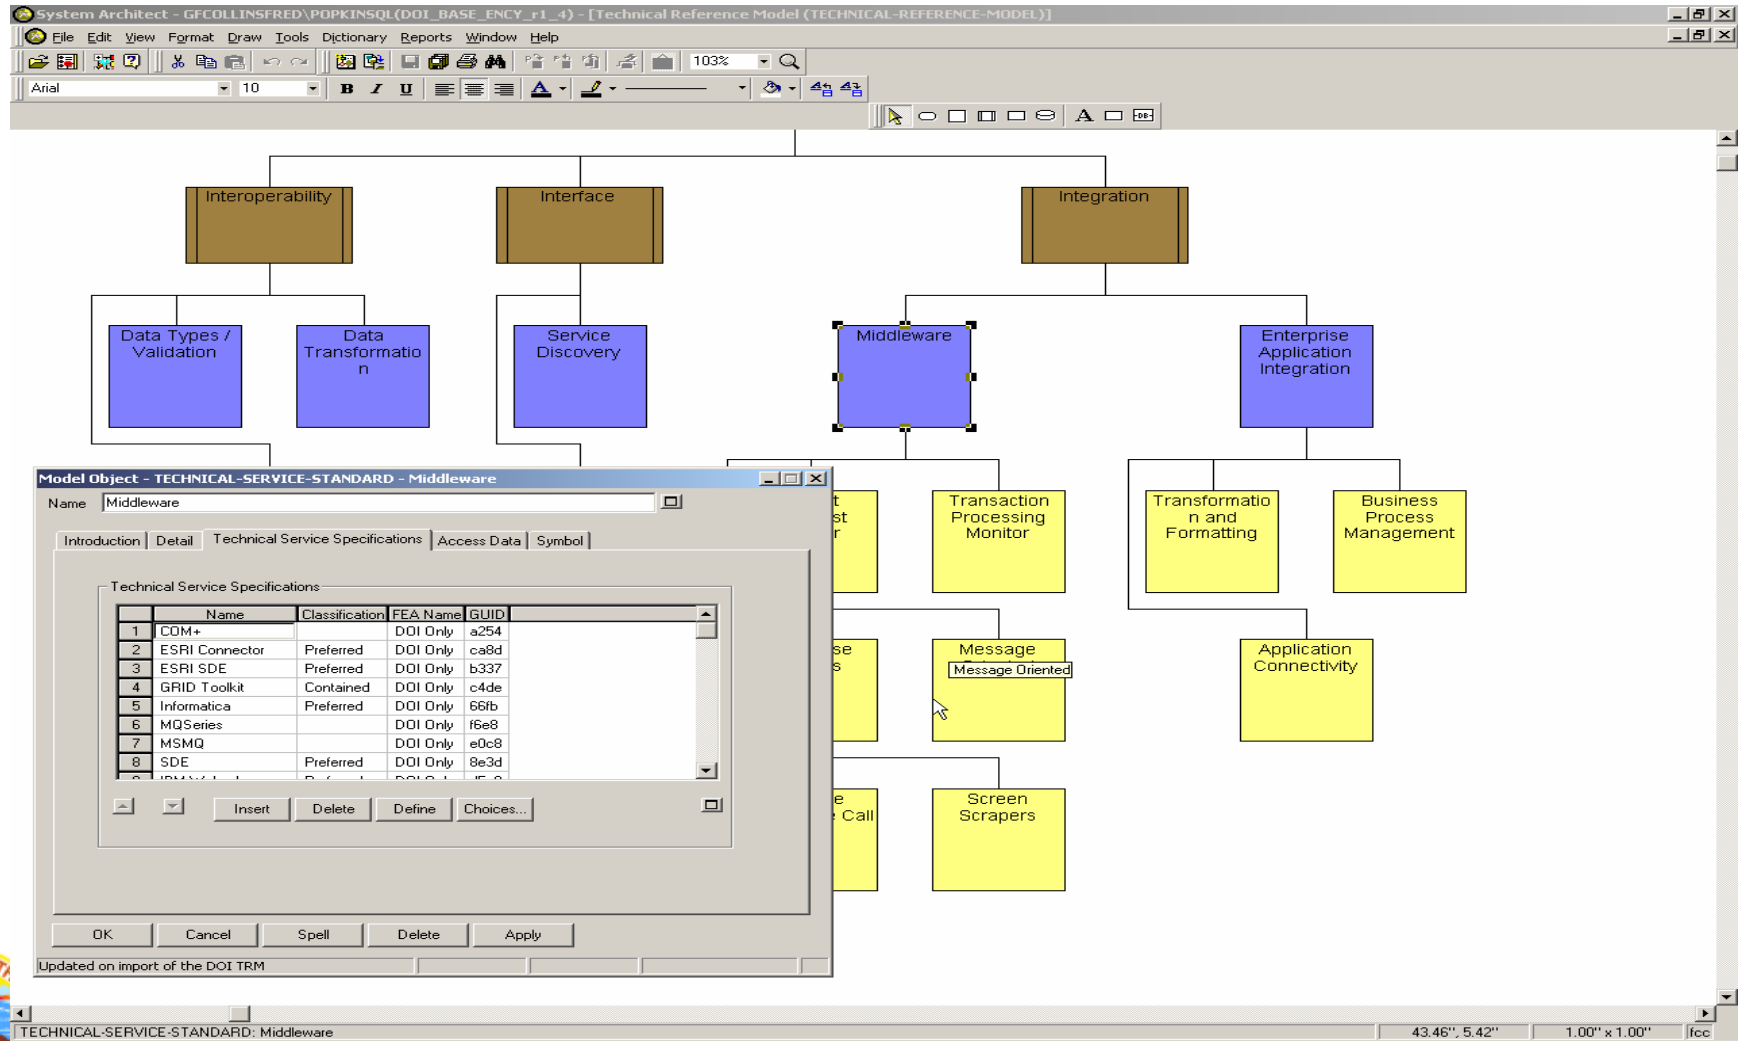 System Architect - GFCOLLINSFRED\POPKINSQL(DOI_BASE_ENCY_r1_4) - [Technical Reference Model (TECHNICAL-REFERENCE-MODEL)]
File Edit View Format Draw Tools Dictionary Reports Window Help
103%
Arial 10 B I U A
A DB
Interoperability Interface Integration
Data Types / Validation
Data Transformatio n
Service Discovery
Middleware
Enterprise Application Integration
Model Object - TECHNICAL-SERVICE-STANDARD - Middleware
Name Middleware
Introduction Detail Technical Service Specifications Access Data Symbol
Technical Service Specifications
Name Classification FEA Name GUID
1 COM+ DOI Only a254
2 ESRI Connector Preferred DOI Only ca8d
3 ESRI SDE Preferred DOI Only b337
4 GRID Toolkit Contained DOI Only c4de
5 Informatica Preferred DOI Only 66fb
6 MQSeries DOI Only f6e8
7 MSMQ DOI Only e0c8
8 SDE Preferred DOI Only 8e3d
Insert Delete Define Choices...
OK Cancel Spell Delete Apply
Updated on import of the DOI TRM
Transaction Processing Monitor
Transformatio n and Formatting
Business Process Management
Message
Message Oriented
Application Connectivity
Call
Screen Scrapers
TECHNICAL-SERVICE-STANDARD: Middleware 43.46", 5.42" 1.00" x 1.00" fcc